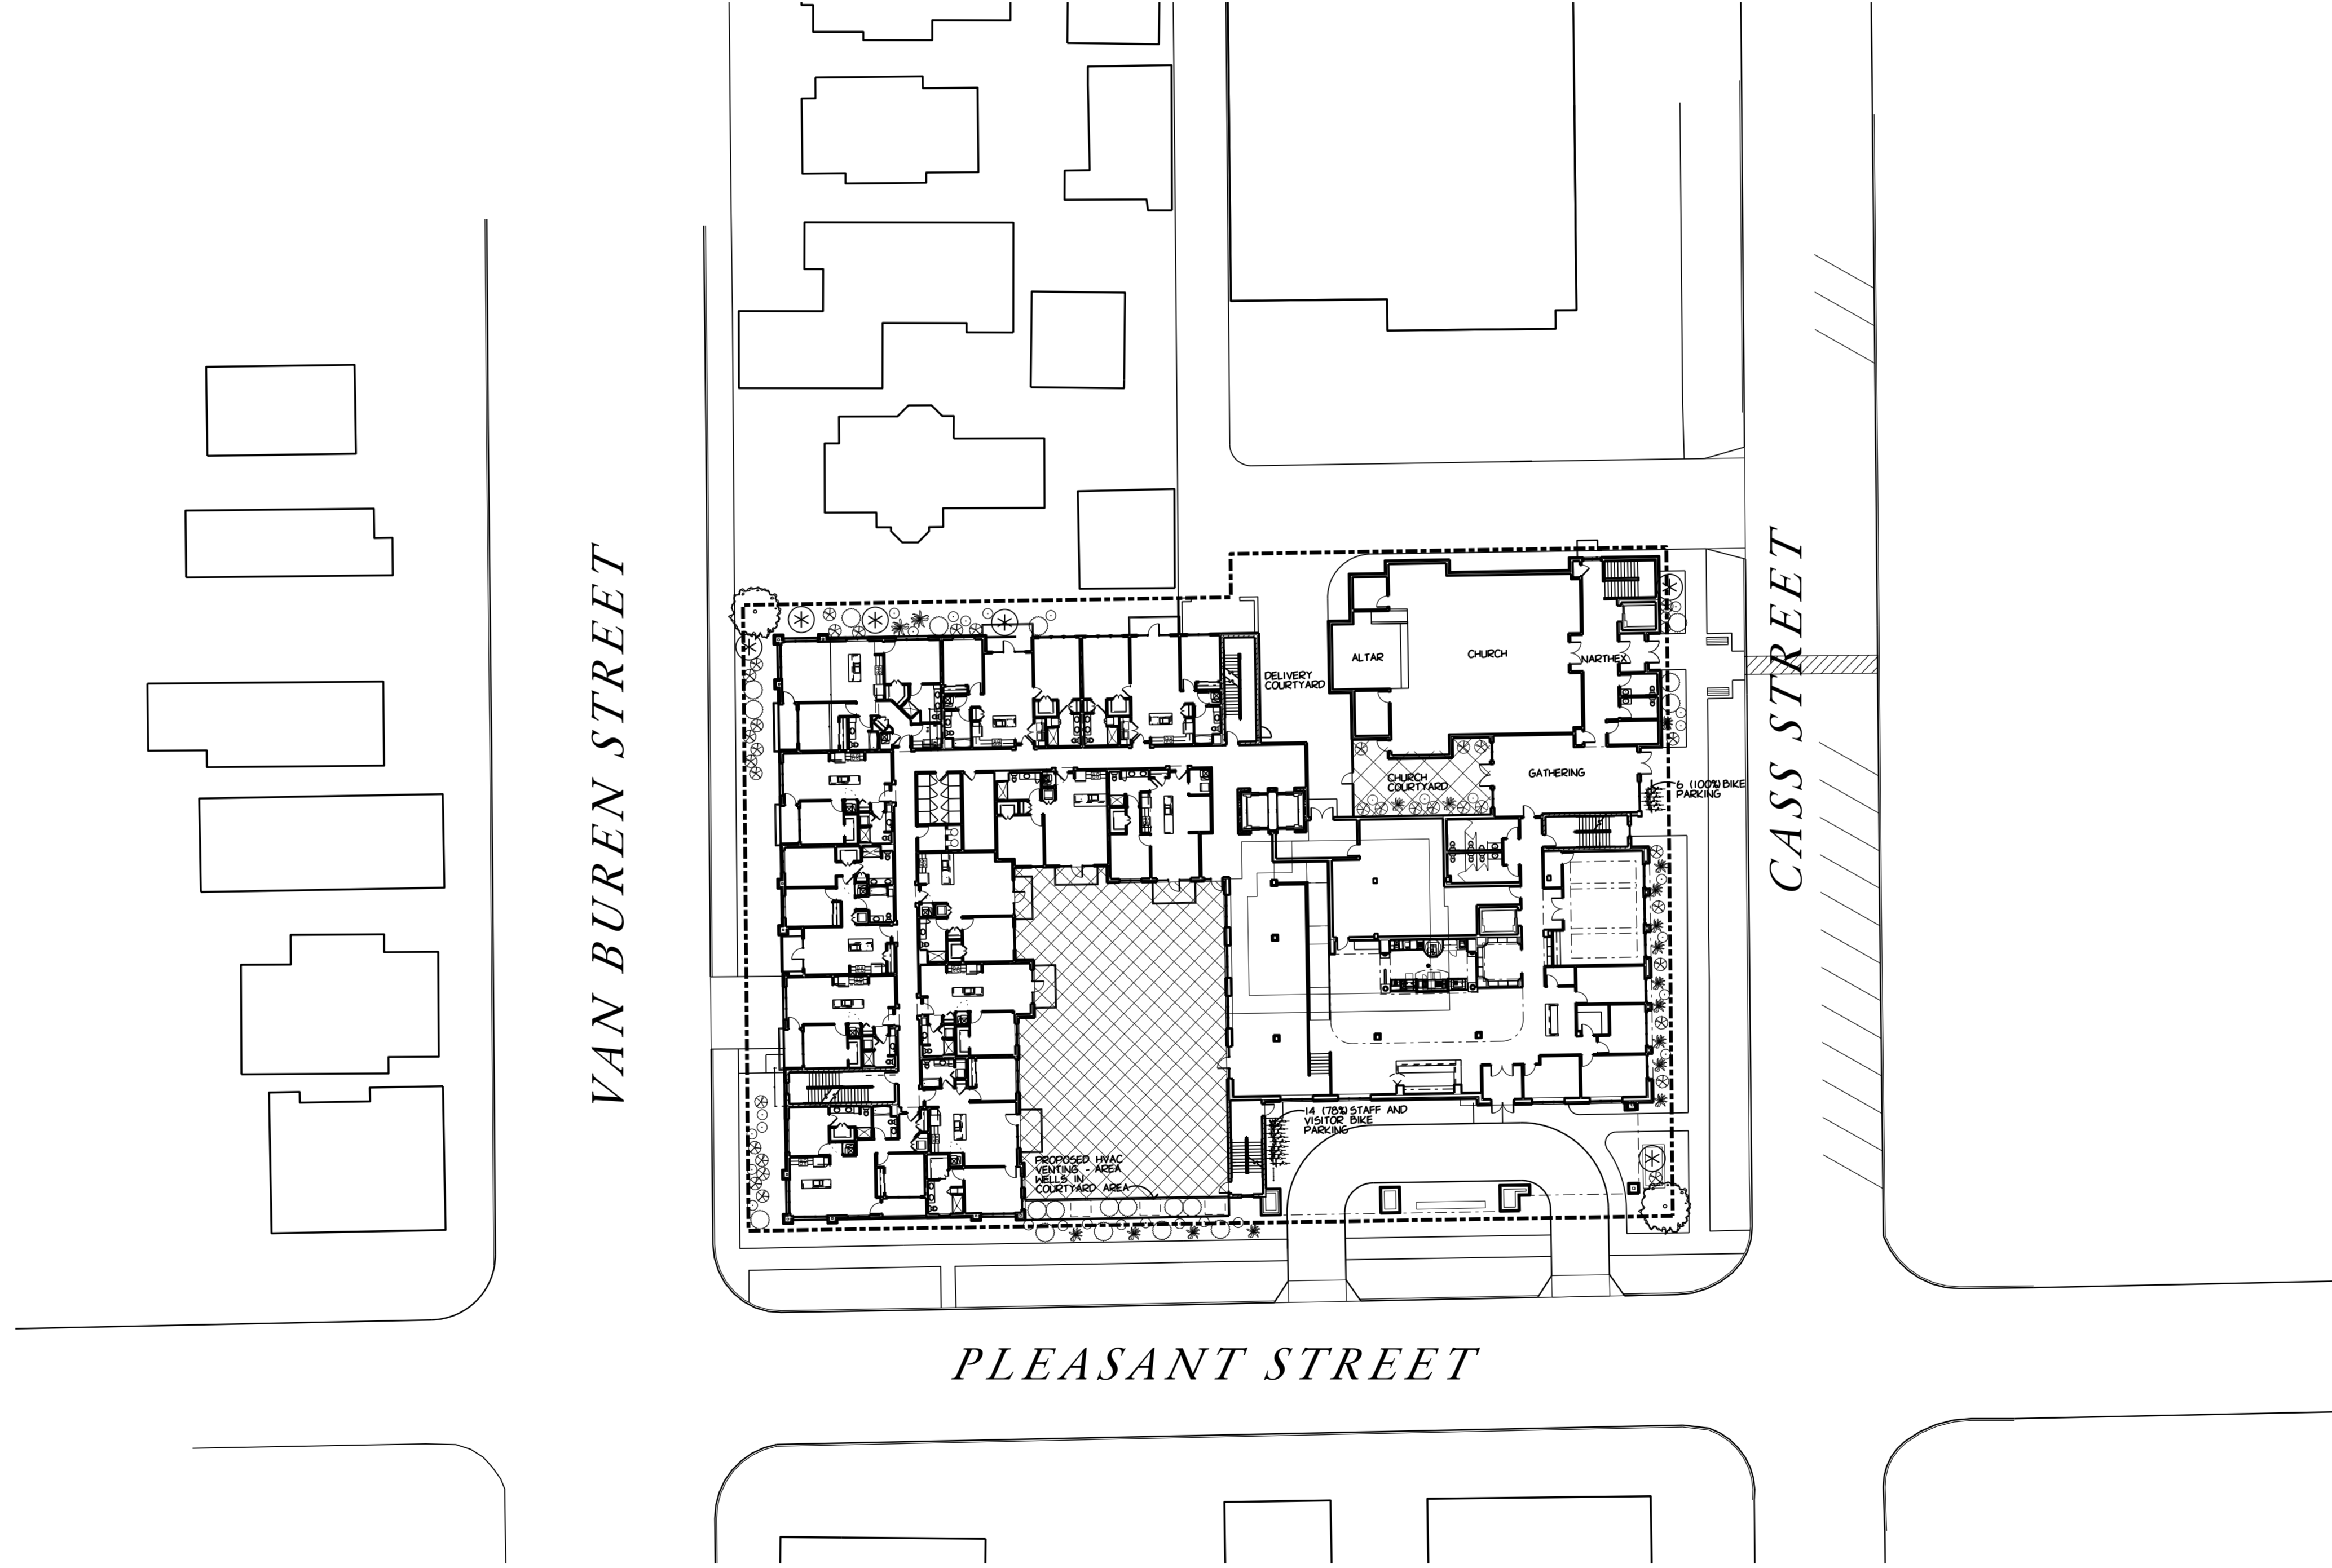 DELIVERY
COURTYARD
ALTAR
CHURCH
NARTHEX
CHURCH
COURTYARD
GATHERING
6 (100%) BIKE
PARKING
VAN BUREN STREET
CASS STREET
14 (78%) STAFF AND
VISITOR BIKE
PARKING
PROPOSED HVAC
VENTING - AREA
WELLS IN
COURTYARD AREA
PLEASANT STREET